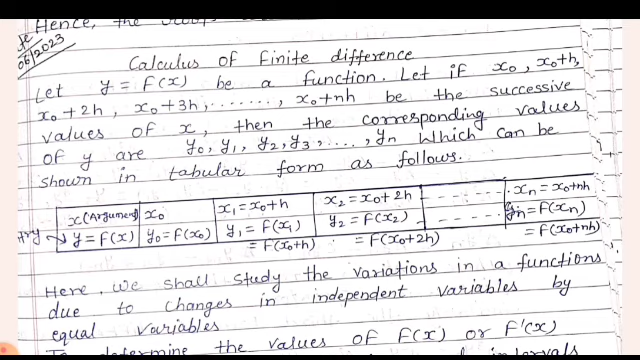 Hence, the
06/2023
Calculus of Finite difference
Let y = F(x) be a function. Let if x₀, x₀+h,
x₀+2h, x₀+3h, ......., x₀+nh be the successive
values of x, then the corresponding values
of y are y₀, y₁, y₂, y₃, ...., yₙ Which can be
shown in tabular form as follows.
x(Argument) x₀ x₁=x₀+h x₂=x₀+2h ------- xₙ=x₀+nh
y=F(x) y₀=F(x₀) y₁=F(x₁) y₂=F(x₂) ---- yₙ=F(xₙ)
=F(x₀+h) =F(x₀+2h) =F(x₀+nh)
Here, we shall study the variations in a functions
due to changes in independent variables by
equal variables
To determine the values of F(x) or F'(x)
intervals